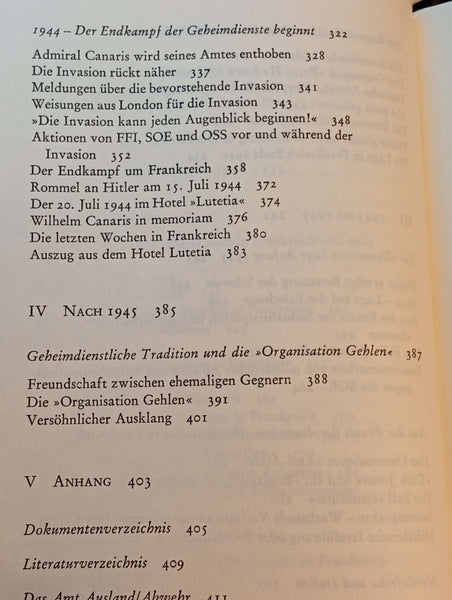 1944 – Der Endkampf der Geheimdienste beginnt 322
Admiral Canaris wird seines Amtes enthoben 328
Die Invasion rückt näher 337
Meldungen über die bevorstehende Invasion 341
Weisungen aus London für die Invasion 343
»Die Invasion kann jeden Augenblick beginnen!« 348
Aktionen von FFI, SOE und OSS vor und während der
Invasion 352
Der Endkampf um Frankreich 358
Rommel an Hitler am 15. Juli 1944 372
Der 20. Juli 1944 im Hotel »Lutetia« 374
Wilhelm Canaris in memoriam 376
Die letzten Wochen in Frankreich 380
Auszug aus dem Hotel Lutetia 383
IV NACH 1945 385
Geheimdienstliche Tradition und die »Organisation Gehlen« 387
Freundschaft zwischen ehemaligen Gegnern 388
Die »Organisation Gehlen« 391
Versöhnlicher Ausklang 401
V ANHANG 403
Dokumentenverzeichnis 405
Literaturverzeichnis 409
Das Amt Ausland/Abwehr 411